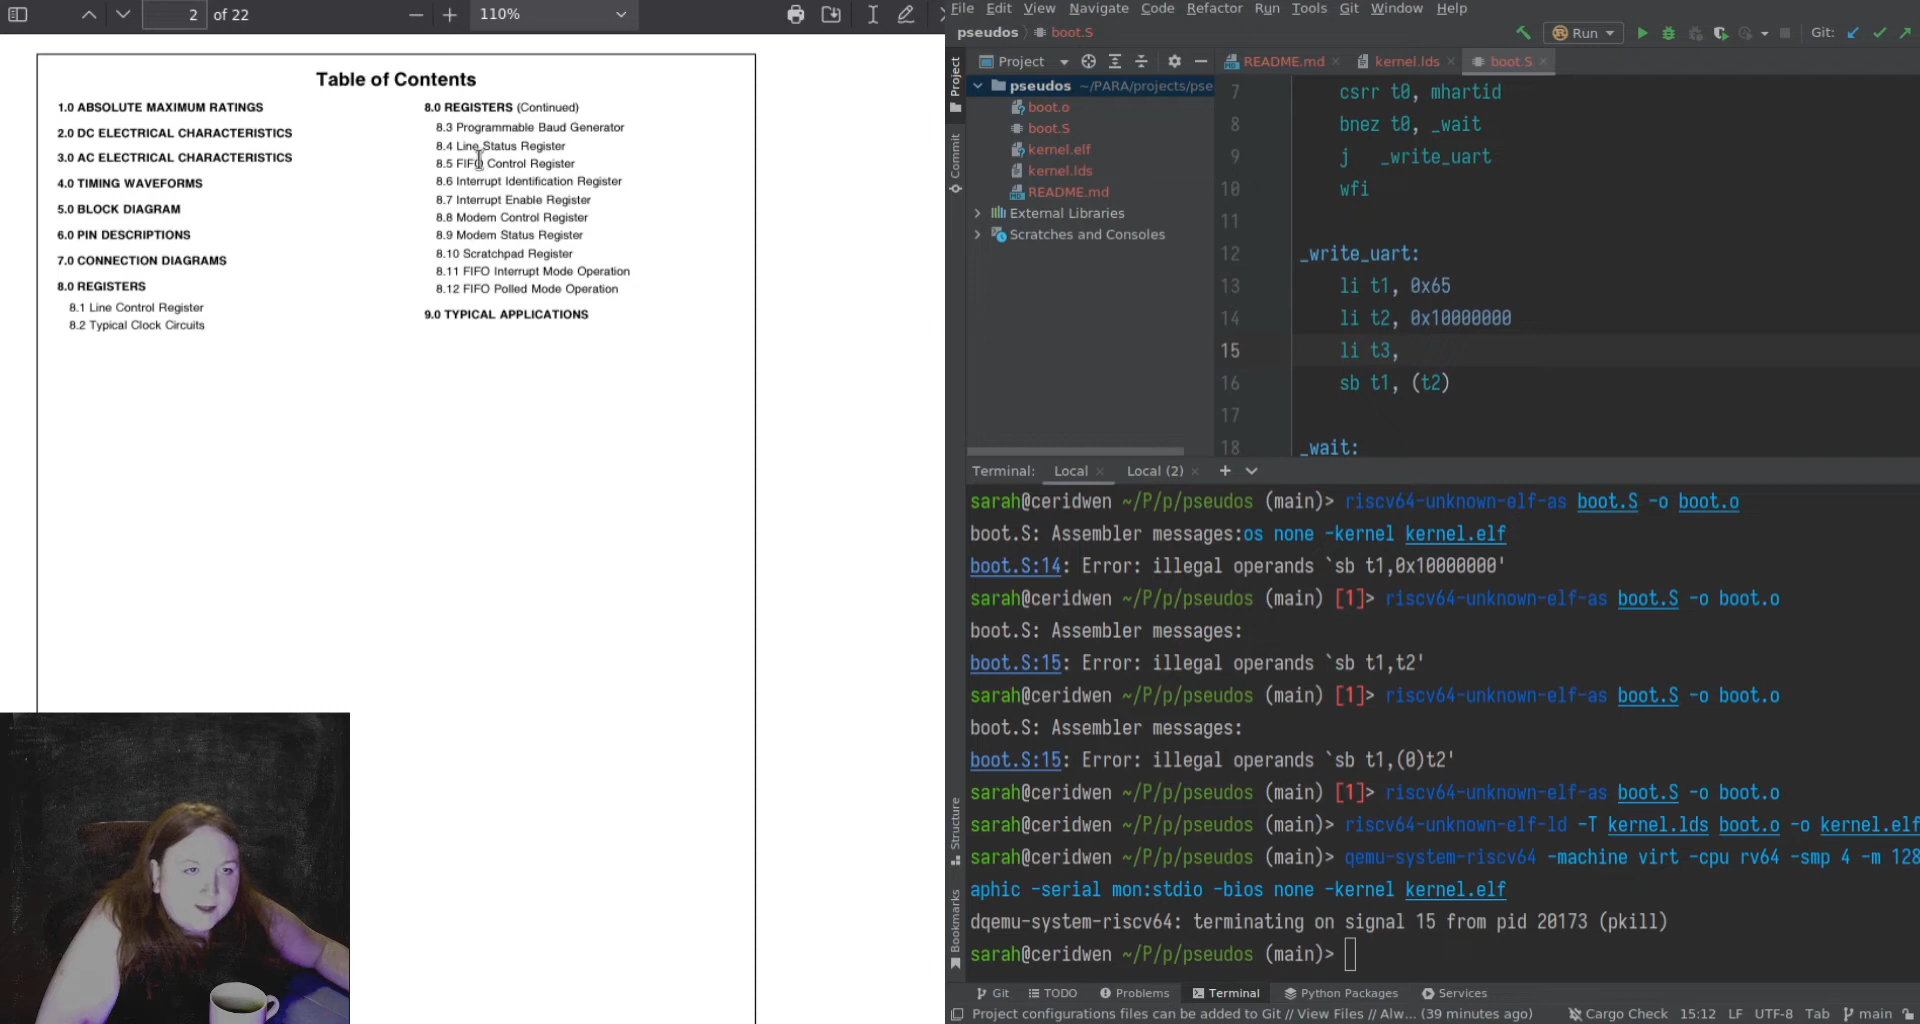 2 of 22
110%
Table of Contents
1.0 ABSOLUTE MAXIMUM RATINGS
2.0 DC ELECTRICAL CHARACTERISTICS
3.0 AC ELECTRICAL CHARACTERISTICS
4.0 TIMING WAVEFORMS
5.0 BLOCK DIAGRAM
6.0 PIN DESCRIPTIONS
7.0 CONNECTION DIAGRAMS
8.0 REGISTERS
8.1 Line Control Register
8.2 Typical Clock Circuits
8.0 REGISTERS (Continued)
8.3 Programmable Baud Generator
8.4 Line Status Register
8.5 FIFO Control Register
8.6 Interrupt Identification Register
8.7 Interrupt Enable Register
8.8 Modem Control Register
8.9 Modem Status Register
8.10 Scratchpad Register
8.11 FIFO Interrupt Mode Operation
8.12 FIFO Polled Mode Operation
9.0 TYPICAL APPLICATIONS
File Edit View Navigate Code Refactor Run Tools Git Window Help
pseudos boot.S
Run
Git:
Project
Commit
Structure
Bookmarks
Project
pseudos ~/PARA/projects/pse
boot.o
boot.S
kernel.elf
kernel.lds
README.md
External Libraries
Scratches and Consoles
README.md kernel.lds boot.S
7 csrr t0, mhartid
8 bnez t0, _wait
9 j _write_uart
10 wfi
11
12 _write_uart:
13 li t1, 0x65
14 li t2, 0x10000000
15 li t3,
16 sb t1, (t2)
17
18 _wait:
Terminal: Local Local (2)
sarah@ceridwen ~/P/p/pseudos (main)> riscv64-unknown-elf-as boot.S -o boot.o
boot.S: Assembler messages:os none -kernel kernel.elf
boot.S:14: Error: illegal operands `sb t1,0x10000000'
sarah@ceridwen ~/P/p/pseudos (main) [1]> riscv64-unknown-elf-as boot.S -o boot.o
boot.S: Assembler messages:
boot.S:15: Error: illegal operands `sb t1,t2'
sarah@ceridwen ~/P/p/pseudos (main) [1]> riscv64-unknown-elf-as boot.S -o boot.o
boot.S: Assembler messages:
boot.S:15: Error: illegal operands `sb t1,(0)t2'
sarah@ceridwen ~/P/p/pseudos (main) [1]> riscv64-unknown-elf-as boot.S -o boot.o
sarah@ceridwen ~/P/p/pseudos (main)> riscv64-unknown-elf-ld -T kernel.lds boot.o -o kernel.elf
sarah@ceridwen ~/P/p/pseudos (main)> qemu-system-riscv64 -machine virt -cpu rv64 -smp 4 -m 128
aphic -serial mon:stdio -bios none -kernel kernel.elf
dqemu-system-riscv64: terminating on signal 15 from pid 20173 (pkill)
sarah@ceridwen ~/P/p/pseudos (main)>
Git TODO Problems Terminal Python Packages Services
Project configurations files can be added to Git // View Files // Alw... (39 minutes ago) Cargo Check 15:12 LF UTF-8 Tab main